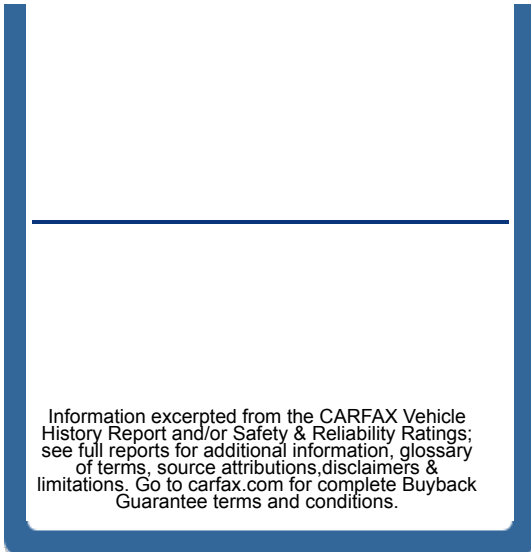 Information excerpted from the CARFAX Vehicle
History Report and/or Safety & Reliability Ratings;
see full reports for additional information, glossary
of terms, source attributions,disclaimers &
limitations. Go to carfax.com for complete Buyback
Guarantee terms and conditions.